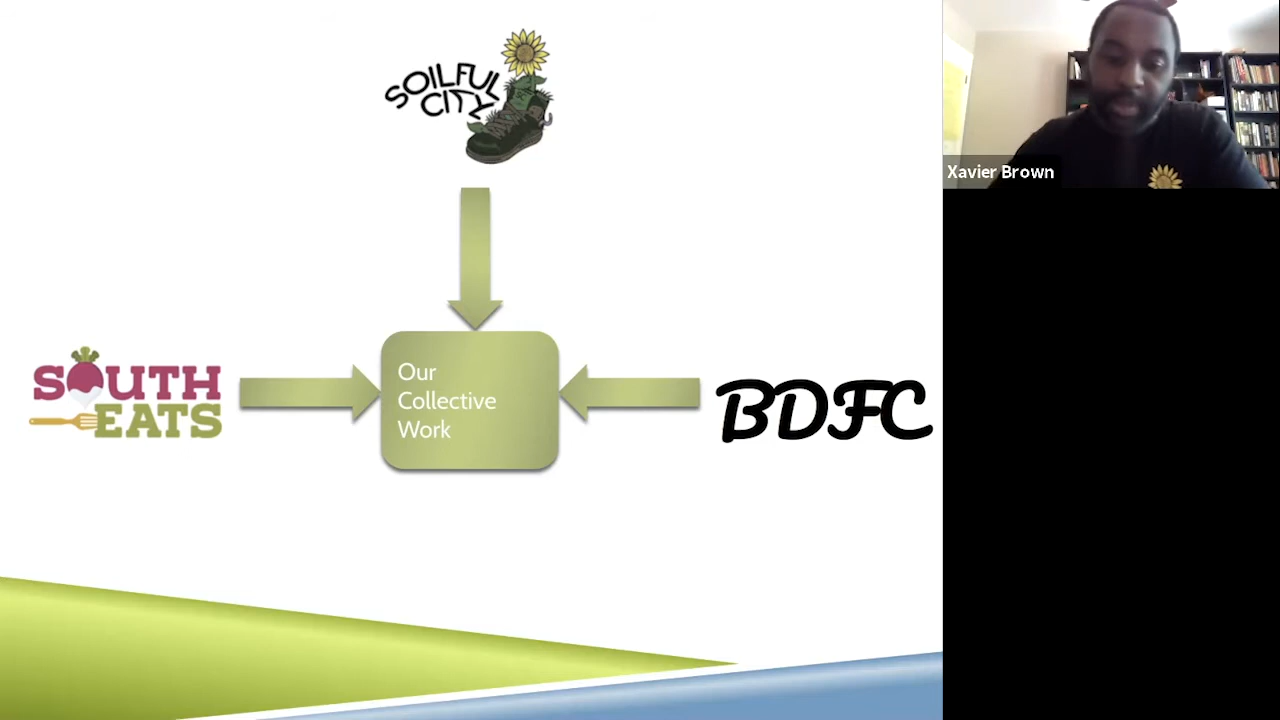 SOILFUL
CITY
Xavier Brown
SOUTH
EATS
Our
Collective
Work
BDFC